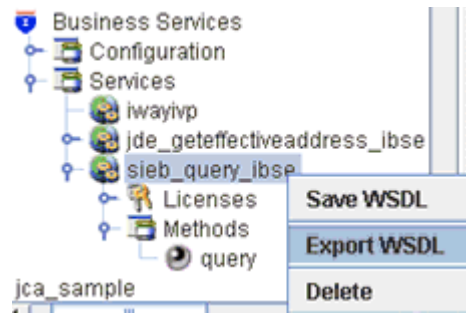 Business Services
Configuration
Services
iwayivp
jde_geteffectiveaddress_ibse
sieb_query_ibse
Licenses
Methods
query
jca_sample
Save WSDL
Export WSDL
Delete